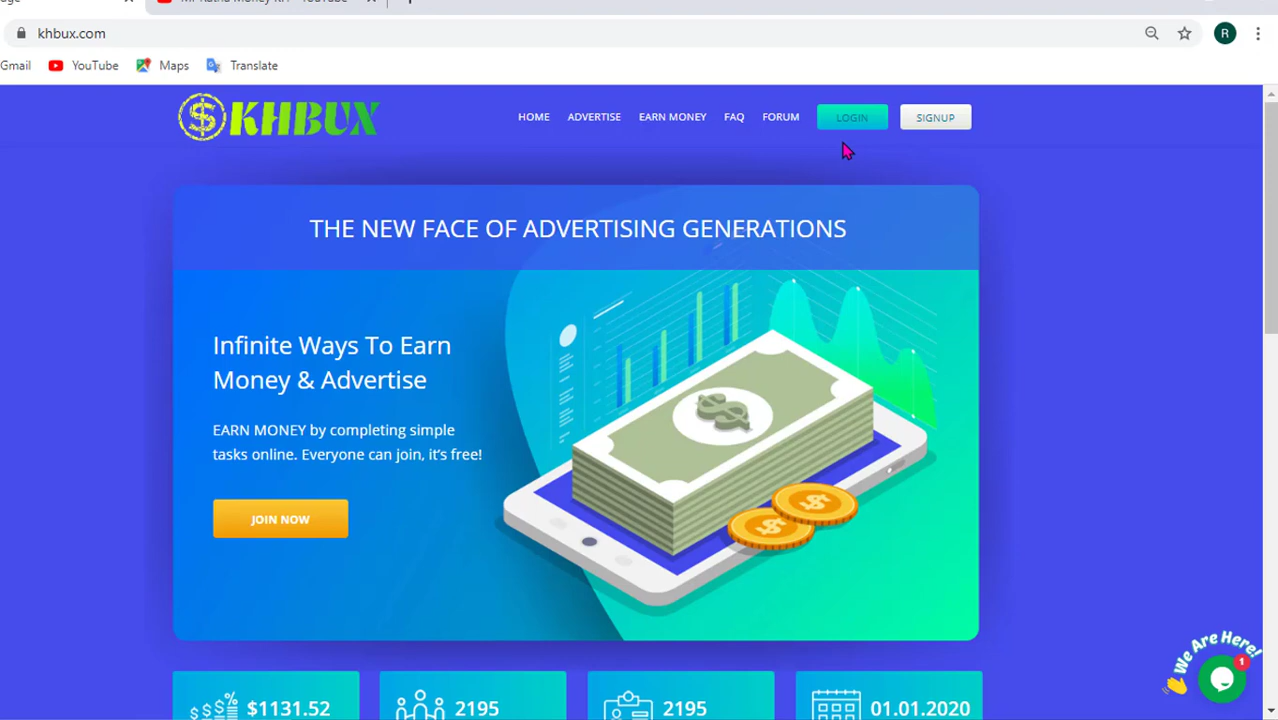 khbux.com
R
Gmail YouTube Maps Translate
KHBUX
HOME ADVERTISE EARN MONEY FAQ FORUM LOGIN SIGNUP
THE NEW FACE OF ADVERTISING GENERATIONS
Infinite Ways To Earn
Money & Advertise
EARN MONEY by completing simple
tasks online. Everyone can join, it's free!
JOIN NOW
We Are Here!
1
$1131.52 2195 2195 01.01.2020